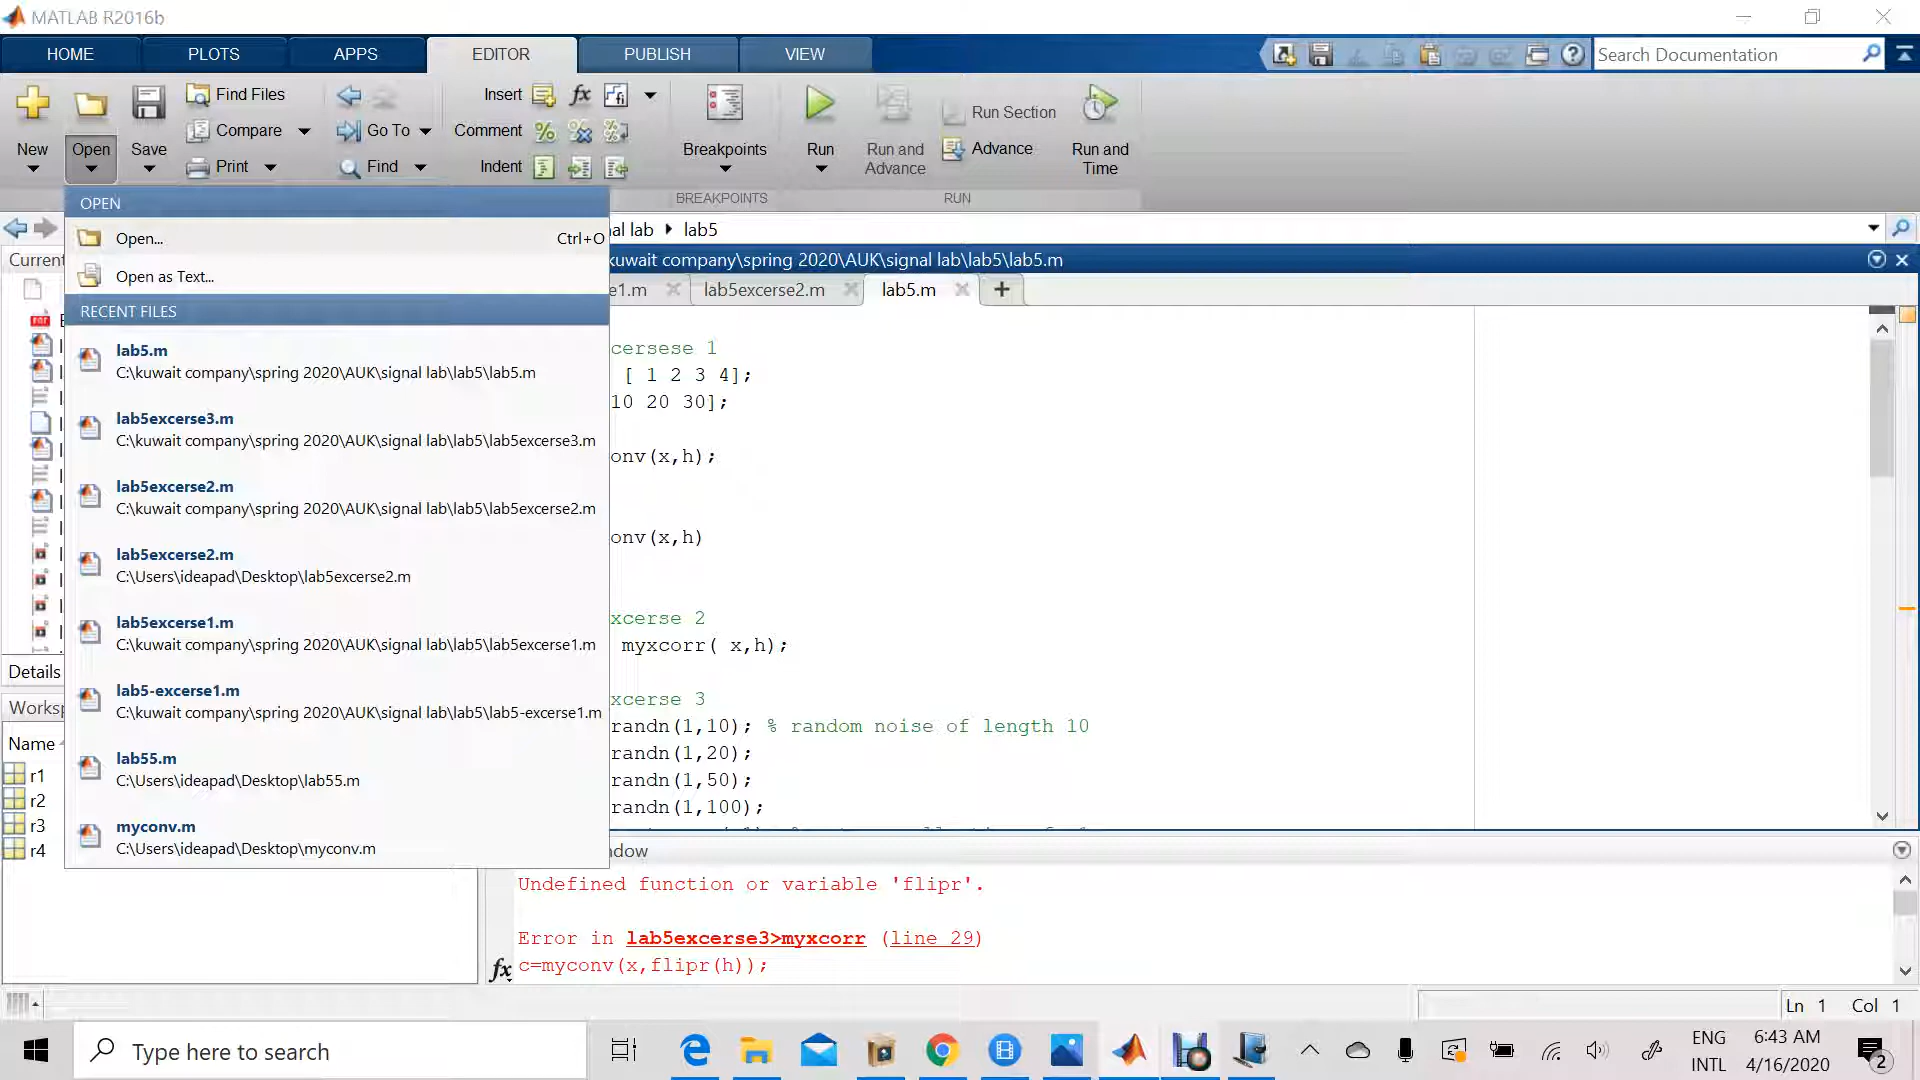 MATLAB R2016b
HOME
PLOTS
APPS
EDITOR
PUBLISH
VIEW
Search Documentation
New
Open
Save
Find Files
Compare
Print
Go To
Find
Insert
fx
Comment
Indent
Breakpoints
Run
Run and Advance
Run Section
Advance
Run and Time
BREAKPOINTS
RUN
OPEN
Open...
Ctrl+O
Open as Text...
RECENT FILES
lab5.m
C:\kuwait company\spring 2020\AUK\signal lab\lab5\lab5.m
lab5excerse3.m
C:\kuwait company\spring 2020\AUK\signal lab\lab5\lab5excerse3.m
lab5excerse2.m
C:\kuwait company\spring 2020\AUK\signal lab\lab5\lab5excerse2.m
lab5excerse2.m
C:\Users\ideapad\Desktop\lab5excerse2.m
lab5excerse1.m
C:\kuwait company\spring 2020\AUK\signal lab\lab5\lab5excerse1.m
lab5-excerse1.m
C:\kuwait company\spring 2020\AUK\signal lab\lab5\lab5-excerse1.m
lab55.m
C:\Users\ideapad\Desktop\lab55.m
myconv.m
C:\Users\ideapad\Desktop\myconv.m
Current
Details
Worksp
Name
r1
r2
r3
r4
al lab
lab5
kuwait company\spring 2020\AUK\signal lab\lab5\lab5.m
e1.m
lab5excerse2.m
lab5.m
cersese 1
[ 1 2 3 4];
10 20 30];
onv(x,h);
onv(x,h)
xcerse 2
myxcorr( x,h);
xcerse 3
randn(1,10); % random noise of length 10
randn(1,20);
randn(1,50);
randn(1,100);
ndow
Undefined function or variable 'flipr'.
Error in lab5excerse3>myxcorr (line 29)
c=myconv(x,flipr(h));
fx
Ln 1
Col 1
Type here to search
ENG
INTL
6:43 AM
4/16/2020
2